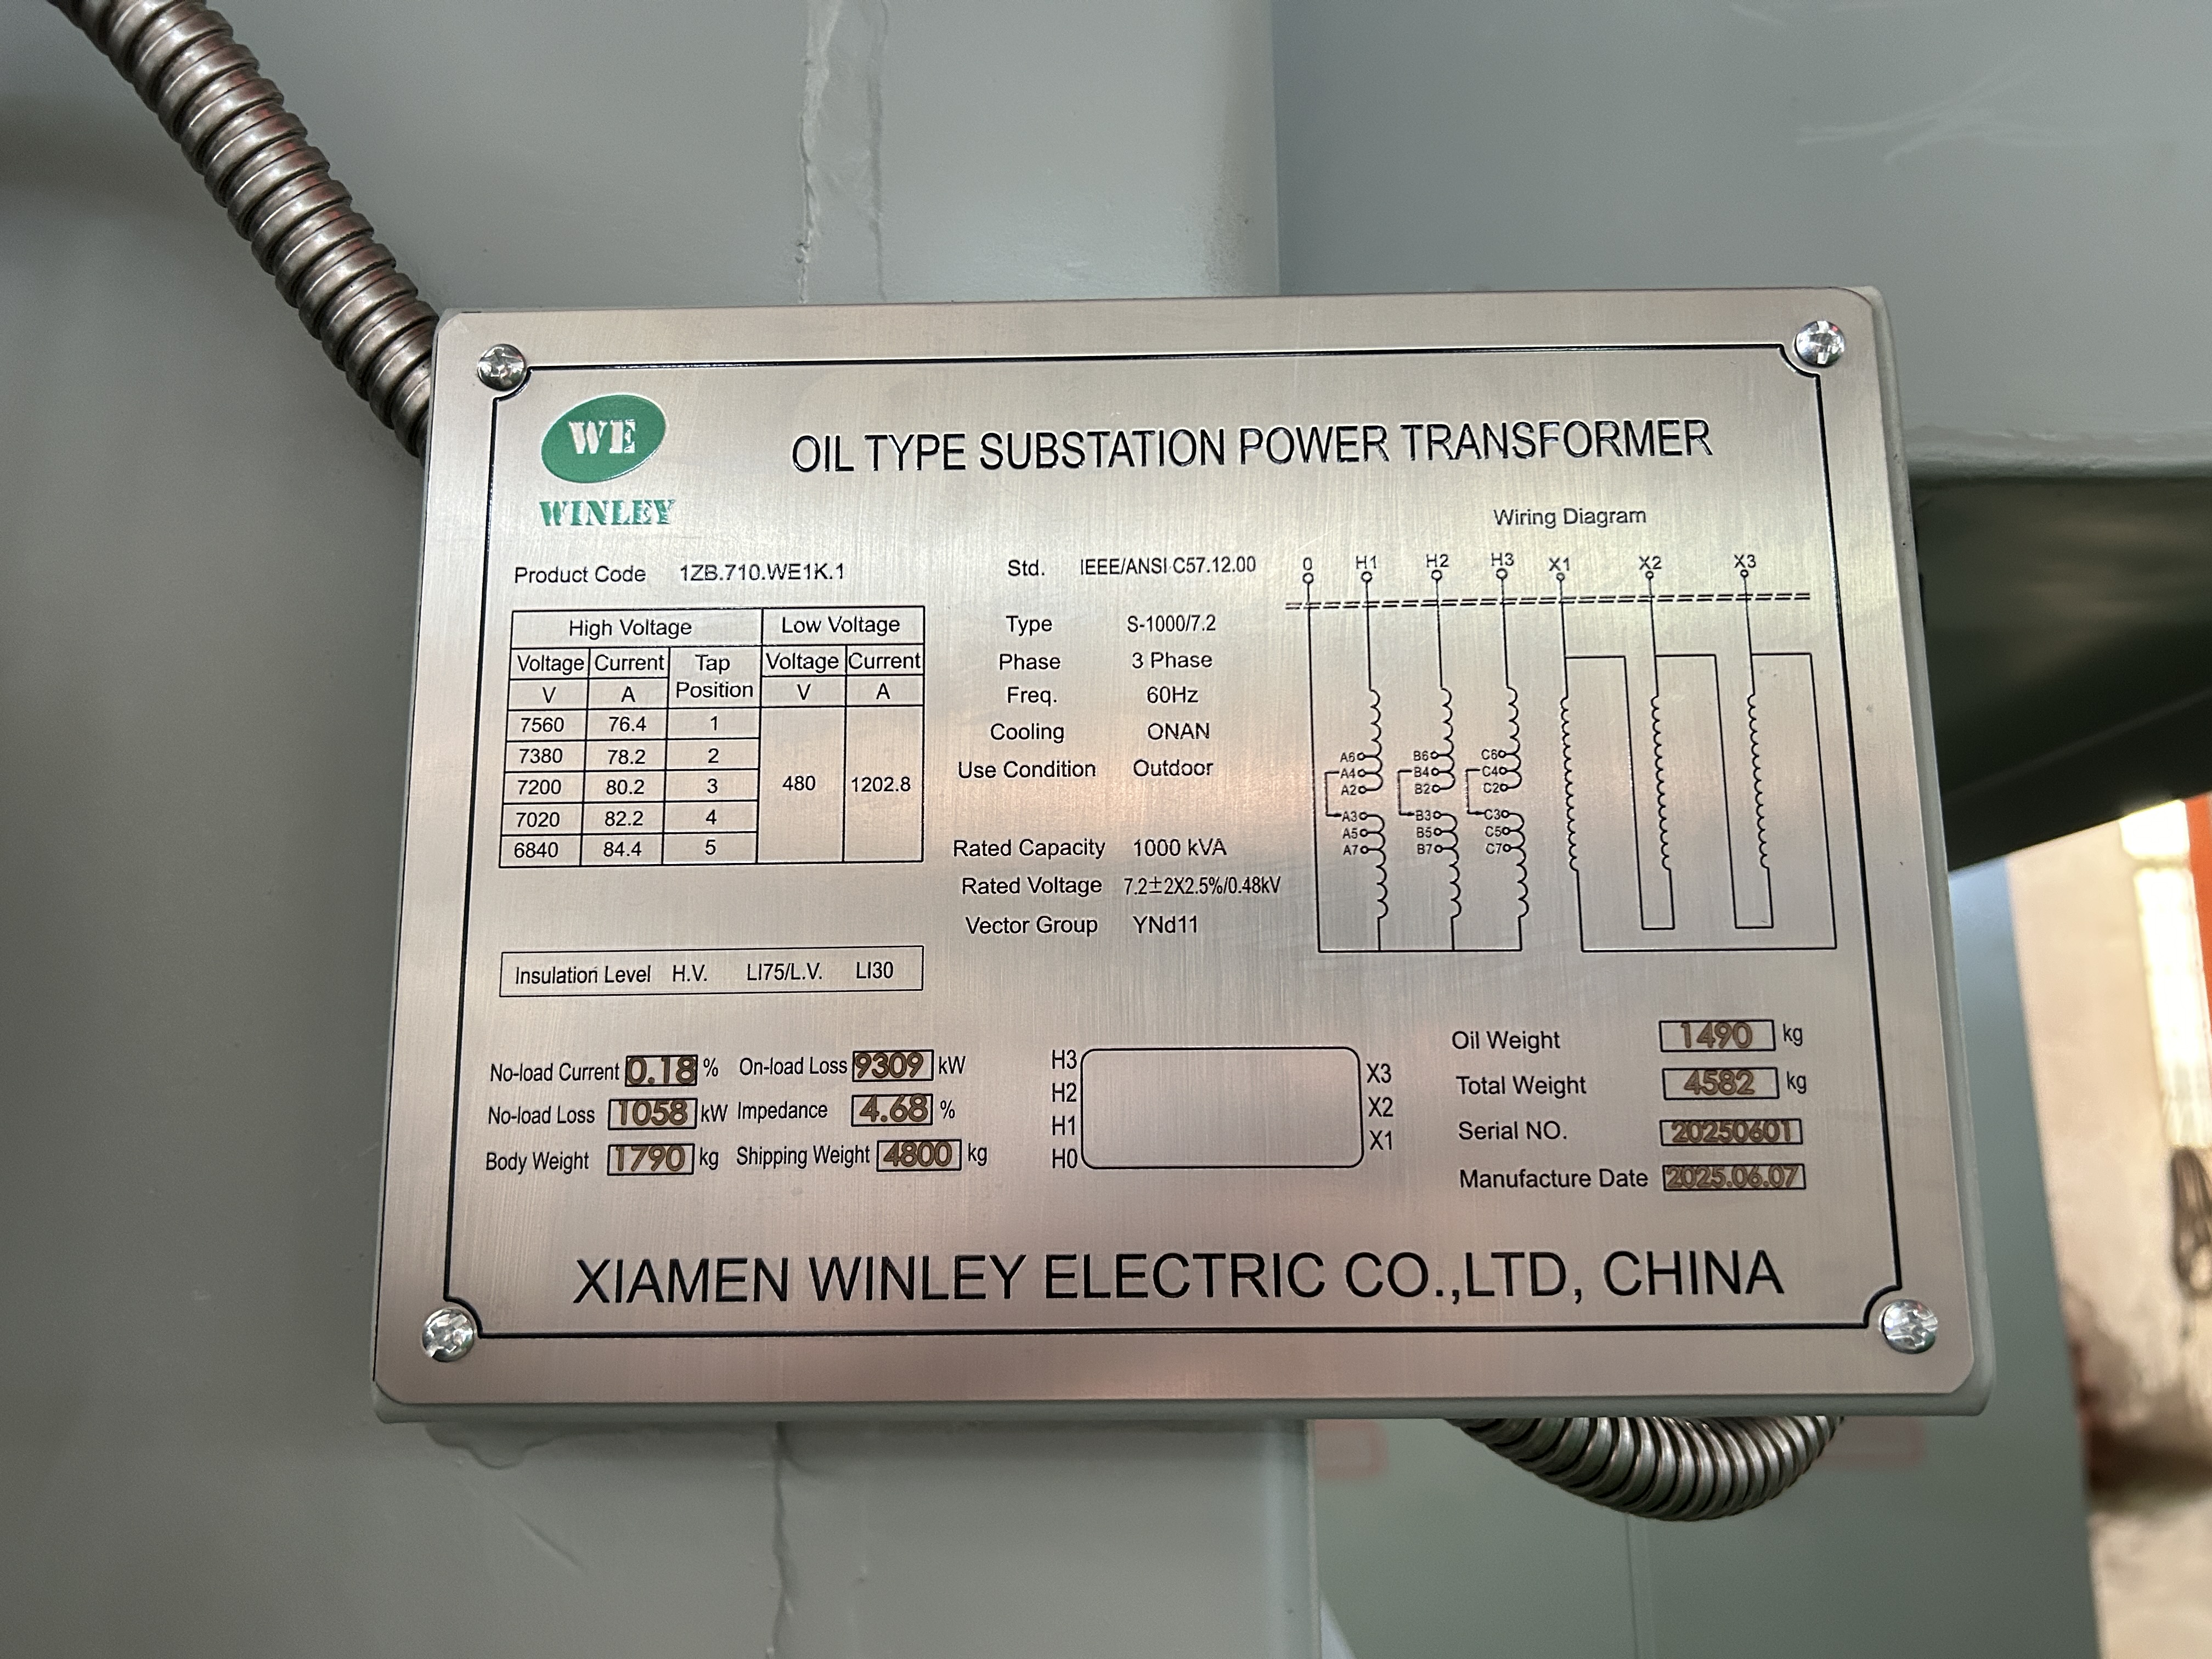 WE
WINLEY
OIL TYPE SUBSTATION POWER TRANSFORMER
Product Code 1ZB.710.WE1K.1
High Voltage Low Voltage
Voltage Current Tap Position Voltage Current
V A V A
7560 76.4 1
7380 78.2 2
7200 80.2 3 480 1202.8
7020 82.2 4
6840 84.4 5
Insulation Level H.V. LI75/L.V. LI30
Std. IEEE/ANSI C57.12.00
Type S-1000/7.2
Phase 3 Phase
Freq. 60Hz
Cooling ONAN
Use Condition Outdoor
Rated Capacity 1000 kVA
Rated Voltage 7.2±2X2.5%/0.48kV
Vector Group YNd11
Wiring Diagram
0 H1 H2 H3 X1 X2 X3
A6 B6 C6
A4 B4 C4
A2 B2 C2
A3 B3 C3
A5 B5 C5
A7 B7 C7
No-load Current 0.18 % On-load Loss 9309 kW
No-load Loss 1058 kW Impedance 4.68 %
Body Weight 1790 kg Shipping Weight 4800 kg
H3 X3
H2 X2
H1 X1
H0
Oil Weight 1490 kg
Total Weight 4582 kg
Serial NO. 20250601
Manufacture Date 2025.06.07
XIAMEN WINLEY ELECTRIC CO.,LTD, CHINA